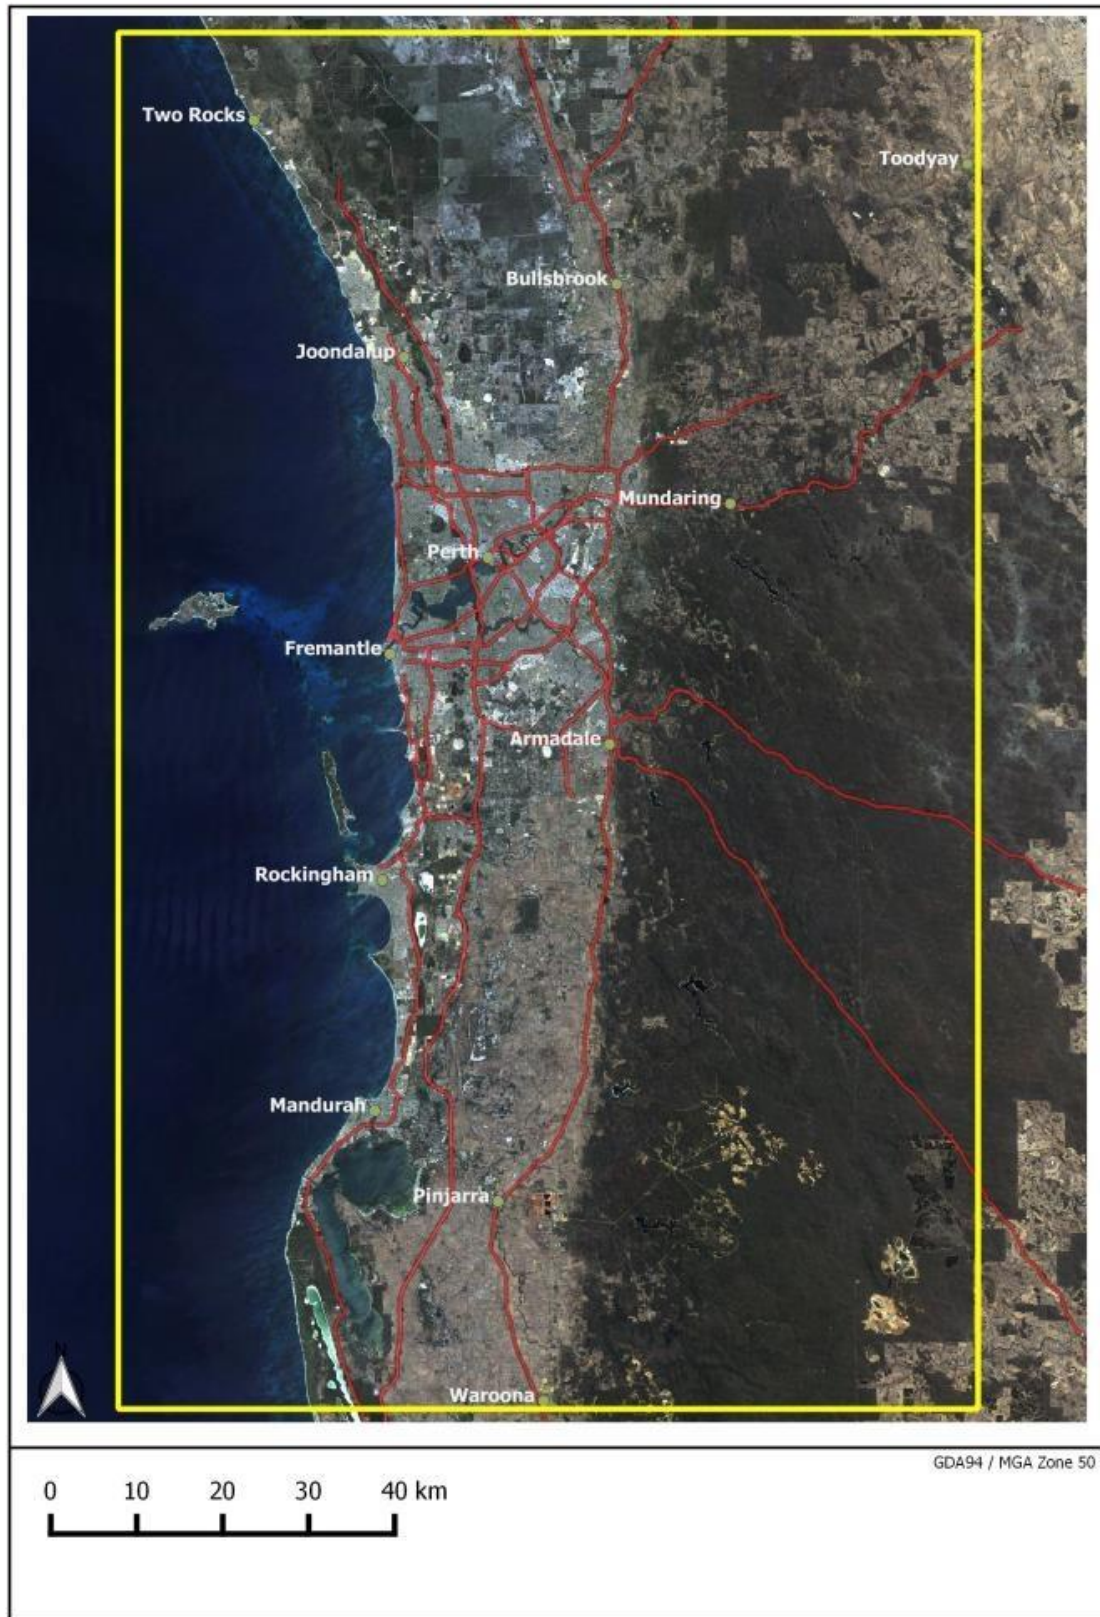 Two Rocks
Toodyay
Bullsbrook
Joondalup
Mundaring
Perth
Fremantle
Armadale
Rockingham
Mandurah
Pinjarra
N
Waroona
GDA94 / MGA Zone 50
0 10 20 30 40 km